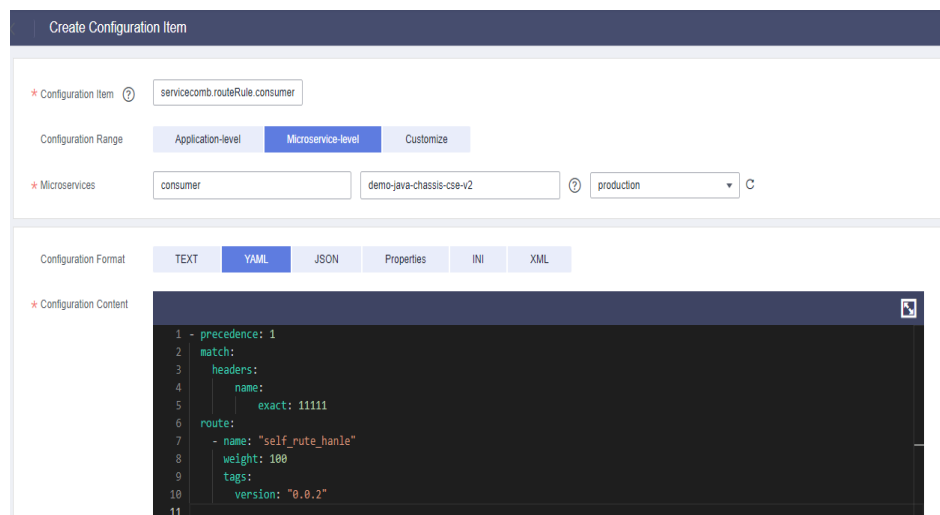 Create Configuration Item
* Configuration Item ? servicecomb.routeRule.consumer
Configuration Range Application-level Microservice-level Customize
* Microservices consumer demo-java-chassis-cse-v2 ? production
Configuration Format TEXT YAML JSON Properties INI XML
* Configuration Content
1 - precedence: 1
2 match:
3 headers:
4 name:
5 exact: 11111
6 route:
7 - name: "self_rute_hanle"
8 weight: 100
9 tags:
10 version: "0.0.2"
11